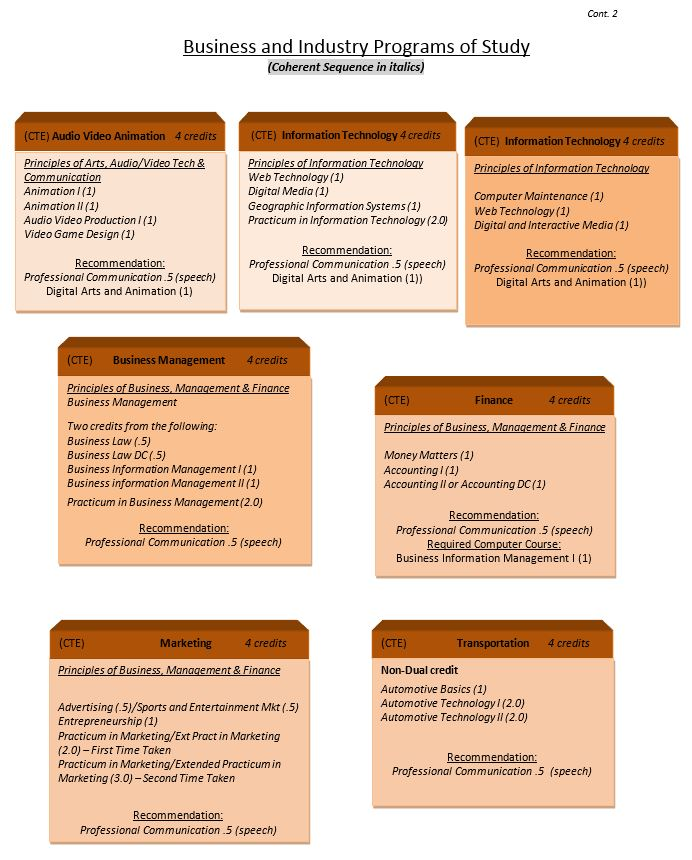 Cont. 2
Business and Industry Programs of Study
(Coherent Sequence in italics)
(CTE) Audio Video Animation 4 credits
Principles of Arts, Audio/Video Tech &
Communication
Animation I (1)
Animation II (1)
Audio Video Production I (1)
Video Game Design (1)
Recommendation:
Professional Communication .5 (speech)
Digital Arts and Animation (1)
(CTE) Information Technology 4 credits
Principles of Information Technology
Web Technology (1)
Digital Media (1)
Geographic Information Systems (1)
Practicum in Information Technology (2.0)
Recommendation:
Professional Communication .5 (speech)
Digital Arts and Animation (1))
(CTE) Information Technology 4 credits
Principles of Information Technology
Computer Maintenance (1)
Web Technology (1)
Digital and Interactive Media (1)
Recommendation:
Professional Communication .5 (speech)
Digital Arts and Animation (1))
(CTE) Business Management 4 credits
Principles of Business, Management & Finance
Business Management
Two credits from the following:
Business Law (.5)
Business Law DC (.5)
Business Information Management I (1)
Business information Management II (1)
Practicum in Business Management (2.0)
Recommendation:
Professional Communication .5 (speech)
(CTE) Finance 4 credits
Principles of Business, Management & Finance
Money Matters (1)
Accounting I (1)
Accounting II or Accounting DC (1)
Recommendation:
Professional Communication .5 (speech)
Required Computer Course:
Business Information Management I (1)
(CTE) Marketing 4 credits
Principles of Business, Management & Finance
Advertising (.5)/Sports and Entertainment Mkt (.5)
Entrepreneurship (1)
Practicum in Marketing/Ext Pract in Marketing
(2.0) – First Time Taken
Practicum in Marketing/Extended Practicum in
Marketing (3.0) – Second Time Taken
Recommendation:
Professional Communication .5 (speech)
(CTE) Transportation 4 credits
Non-Dual credit
Automotive Basics (1)
Automotive Technology I (2.0)
Automotive Technology II (2.0)
Recommendation:
Professional Communication .5 (speech)